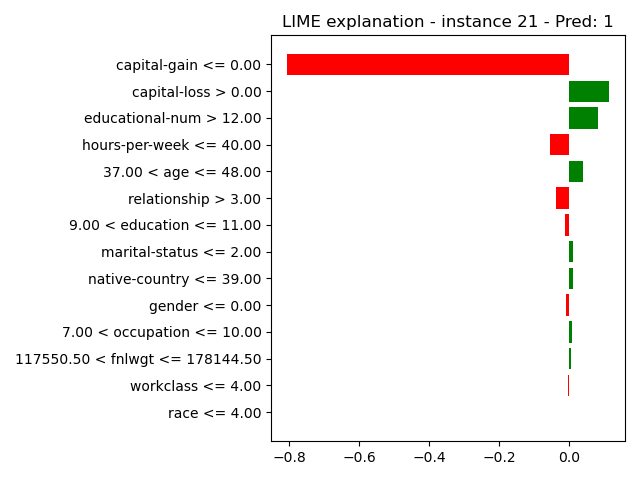 LIME explanation - instance 21 - Pred: 1
capital-gain <= 0.00
capital-loss > 0.00
educational-num > 12.00
hours-per-week <= 40.00
37.00 < age <= 48.00
relationship > 3.00
9.00 < education <= 11.00
marital-status <= 2.00
native-country <= 39.00
gender <= 0.00
7.00 < occupation <= 10.00
117550.50 < fnlwgt <= 178144.50
workclass <= 4.00
race <= 4.00
−0.8 −0.6 −0.4 −0.2 0.0